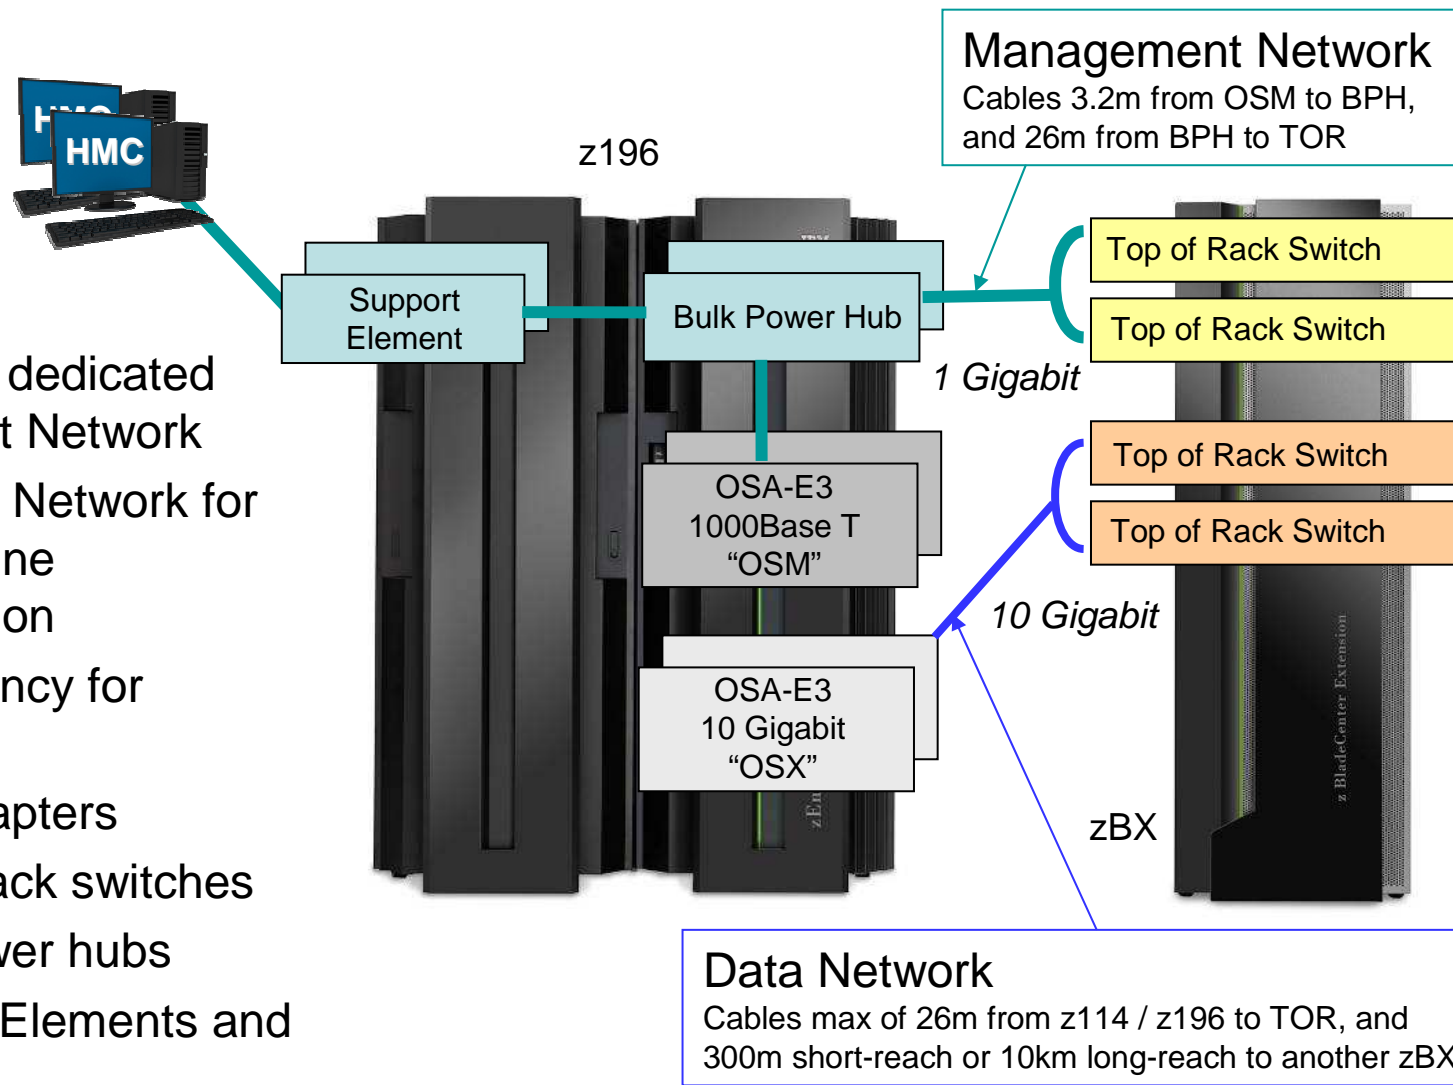 Management Network
Cables 3.2m from OSM to BPH,
and 26m from BPH to TOR
HMC
HMC
z196
Top of Rack Switch
Top of Rack Switch
Support
Element
Bulk Power Hub
1 Gigabit
dedicated
t Network
Network for
ne
on
ncy for
apters
ack switches
wer hubs
Elements and
OSA-E3
1000Base T
“OSM”
Top of Rack Switch
Top of Rack Switch
10 Gigabit
OSA-E3
10 Gigabit
“OSX”
zEn
z BladeCenter Extension
zBX
Data Network
Cables max of 26m from z114 / z196 to TOR, and
300m short-reach or 10km long-reach to another zBX